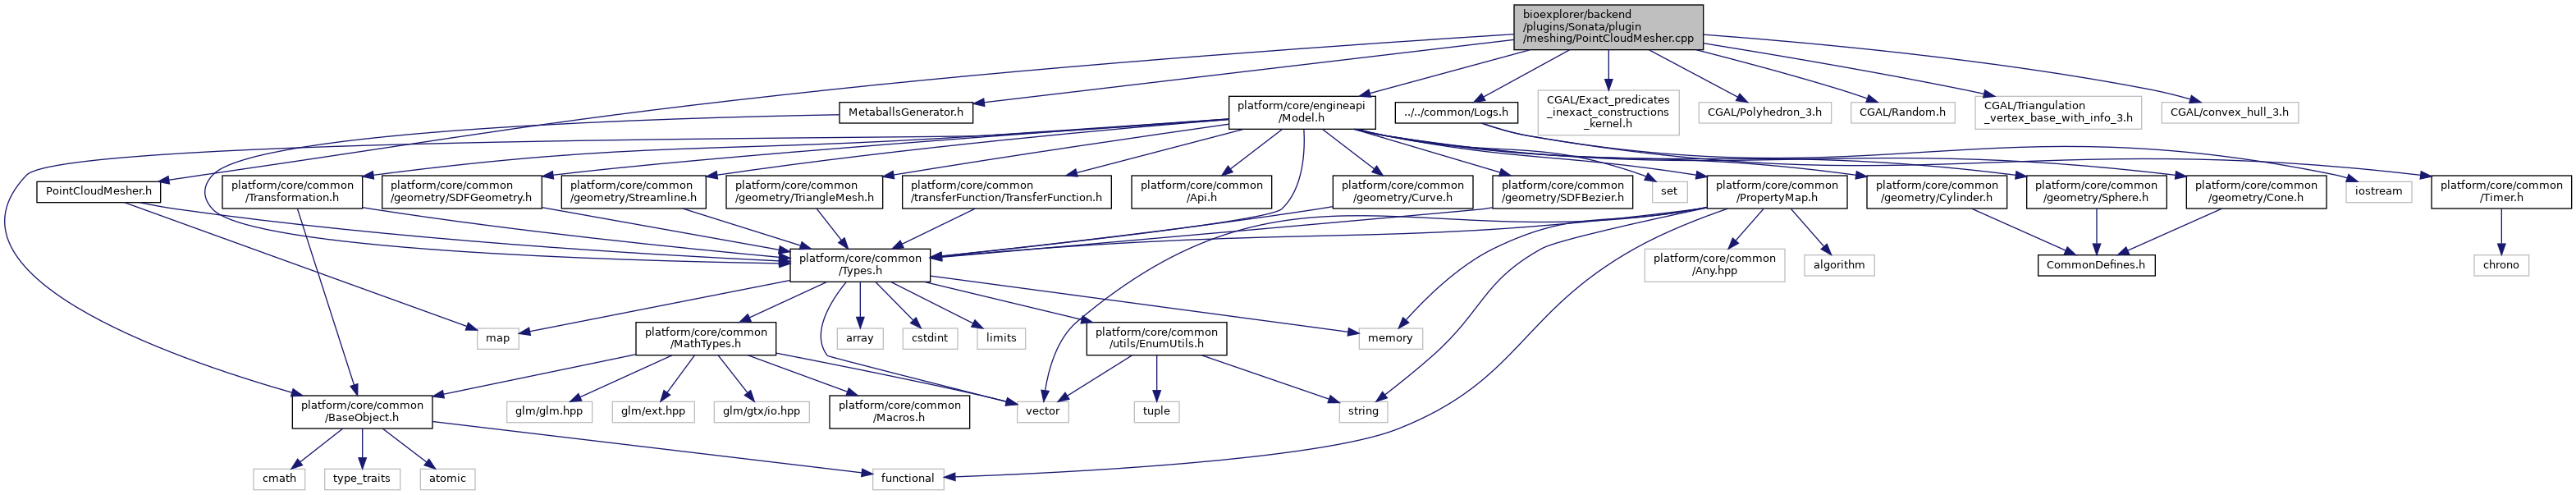 bioexplorer/backend
/plugins/Sonata/plugin
/meshing/PointCloudMesher.cpp
MetaballsGenerator.h
platform/core/engineapi
/Model.h
../../common/Logs.h
CGAL/Exact_predicates
_inexact_constructions
_kernel.h
CGAL/Polyhedron_3.h
CGAL/Random.h
CGAL/Triangulation
_vertex_base_with_info_3.h
CGAL/convex_hull_3.h
PointCloudMesher.h
platform/core/common
/Transformation.h
platform/core/common
/geometry/SDFGeometry.h
platform/core/common
/geometry/Streamline.h
platform/core/common
/geometry/TriangleMesh.h
platform/core/common
/transferFunction/TransferFunction.h
platform/core/common
/Api.h
platform/core/common
/geometry/Curve.h
platform/core/common
/geometry/SDFBezier.h
set
platform/core/common
/PropertyMap.h
platform/core/common
/geometry/Cylinder.h
platform/core/common
/geometry/Sphere.h
platform/core/common
/geometry/Cone.h
iostream
platform/core/common
/Timer.h
platform/core/common
/Types.h
platform/core/common
/Any.hpp
algorithm
CommonDefines.h
chrono
map
platform/core/common
/MathTypes.h
array
cstdint
limits
platform/core/common
/utils/EnumUtils.h
memory
platform/core/common
/BaseObject.h
glm/glm.hpp
glm/ext.hpp
glm/gtx/io.hpp
platform/core/common
/Macros.h
vector
tuple
string
cmath
type_traits
atomic
functional